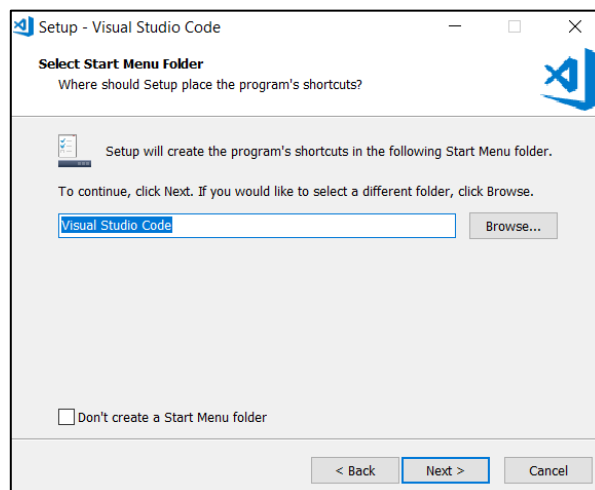 Setup - Visual Studio Code
Select Start Menu Folder
Where should Setup place the program's shortcuts?
Setup will create the program's shortcuts in the following Start Menu folder.
To continue, click Next. If you would like to select a different folder, click Browse.
Visual Studio Code
Browse...
Don't create a Start Menu folder
< Back
Next >
Cancel